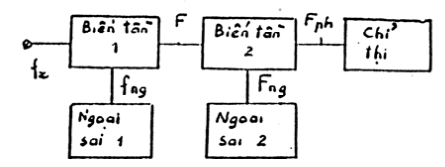 Biến tần 1
F
Biến tần 2
Fph
Chỉ thị
fx
fng
Fng
Ngoại sai 1
Ngoại sai 2